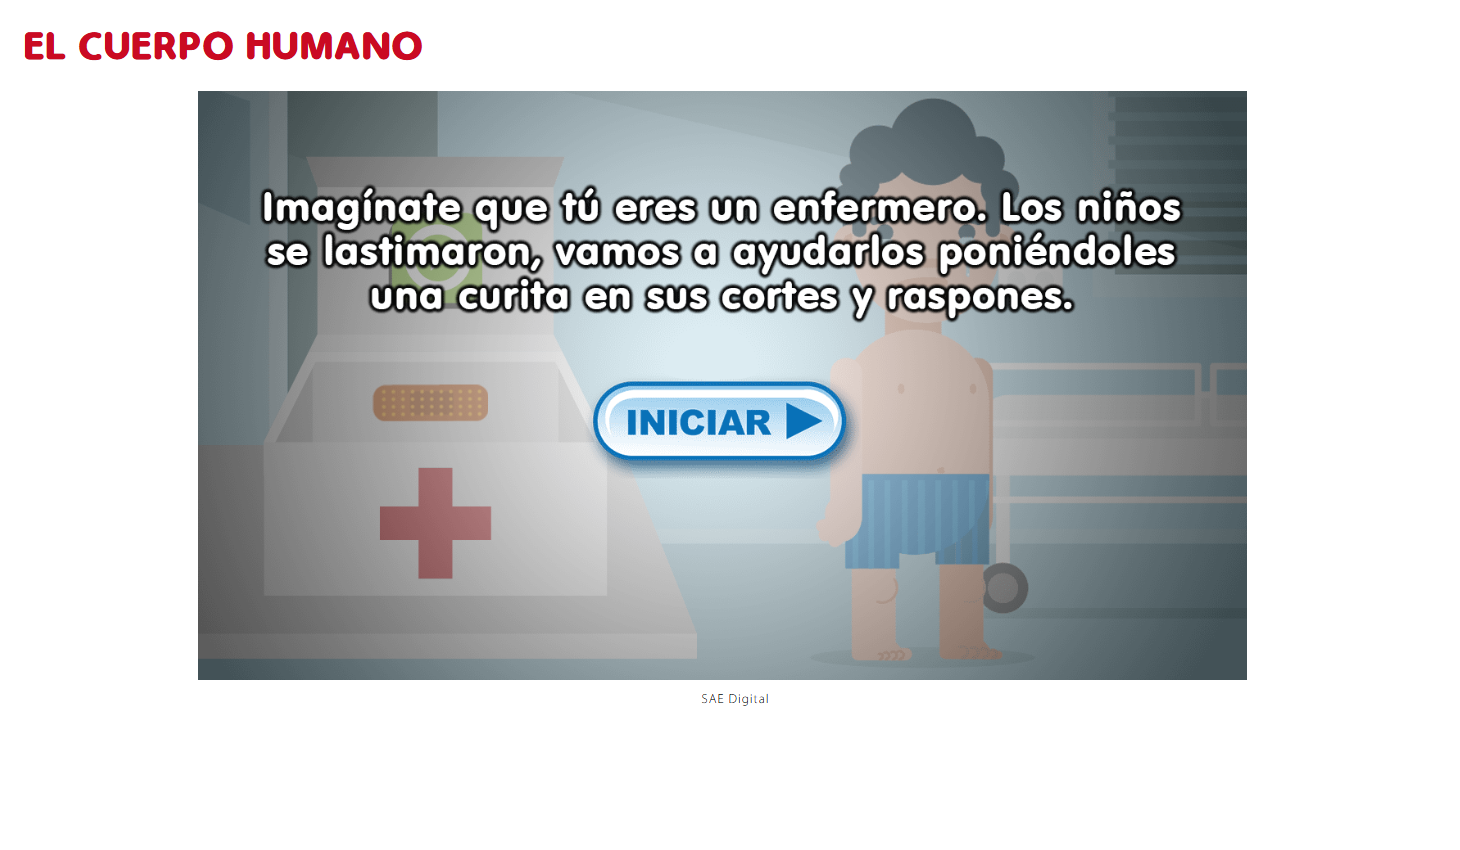 EL CUERPO HUMANO
Imagínate que tú eres un enfermero. Los niños
se lastimaron, vamos a ayudarlos poniéndoles
una curita en sus cortes y raspones.
INICIAR
SAE Digital